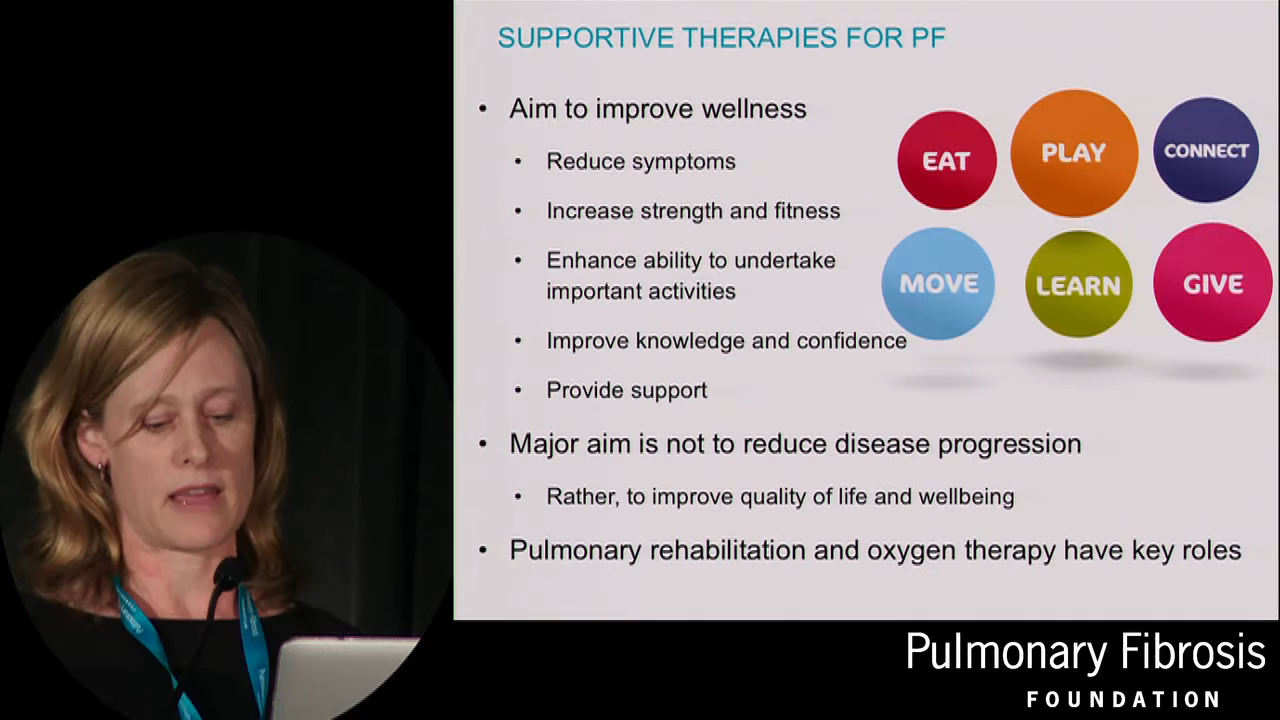 SUPPORTIVE THERAPIES FOR PF
• Aim to improve wellness
• Reduce symptoms
• Increase strength and fitness
• Enhance ability to undertake
important activities
• Improve knowledge and confidence
• Provide support
• Major aim is not to reduce disease progression
• Rather, to improve quality of life and wellbeing
• Pulmonary rehabilitation and oxygen therapy have key roles
EAT
PLAY
CONNECT
MOVE
LEARN
GIVE
Pulmonary Fibrosis
FOUNDATION